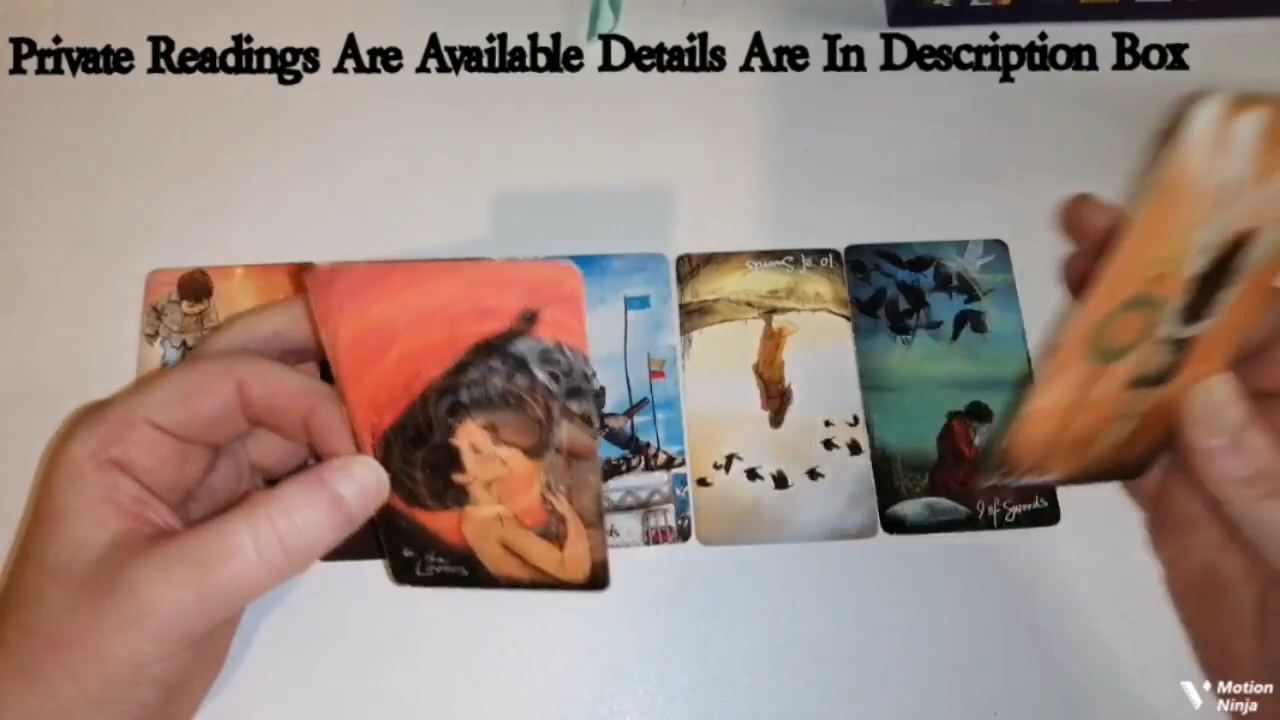 Private Readings Are Available Details Are In Description Box
10 of Swords
9 of Swords
the
Lovers
Motion
Ninja